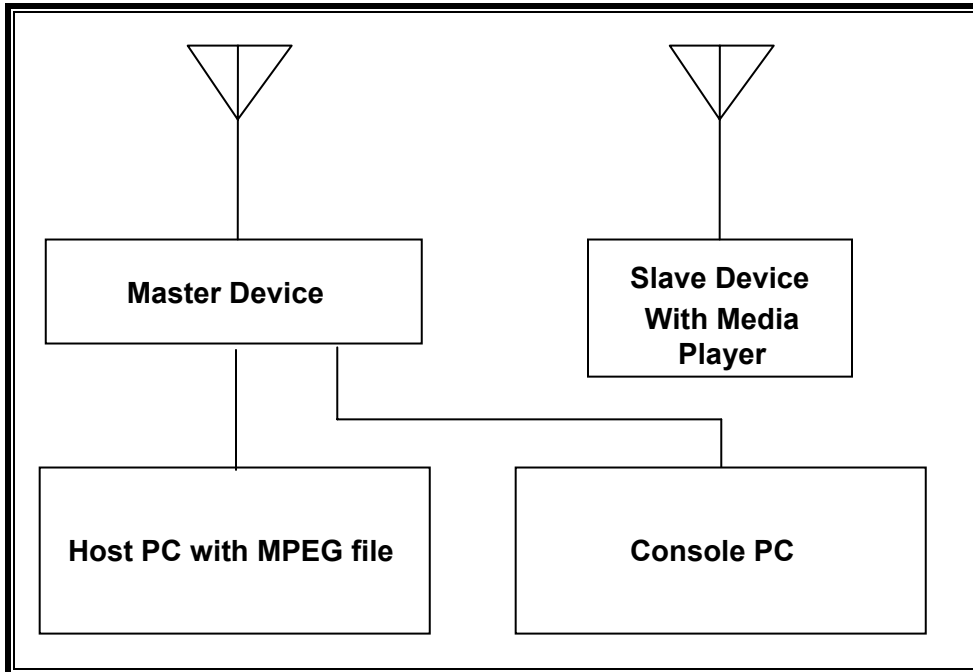 Master Device
Slave Device
With Media
Player
Host PC with MPEG file
Console PC